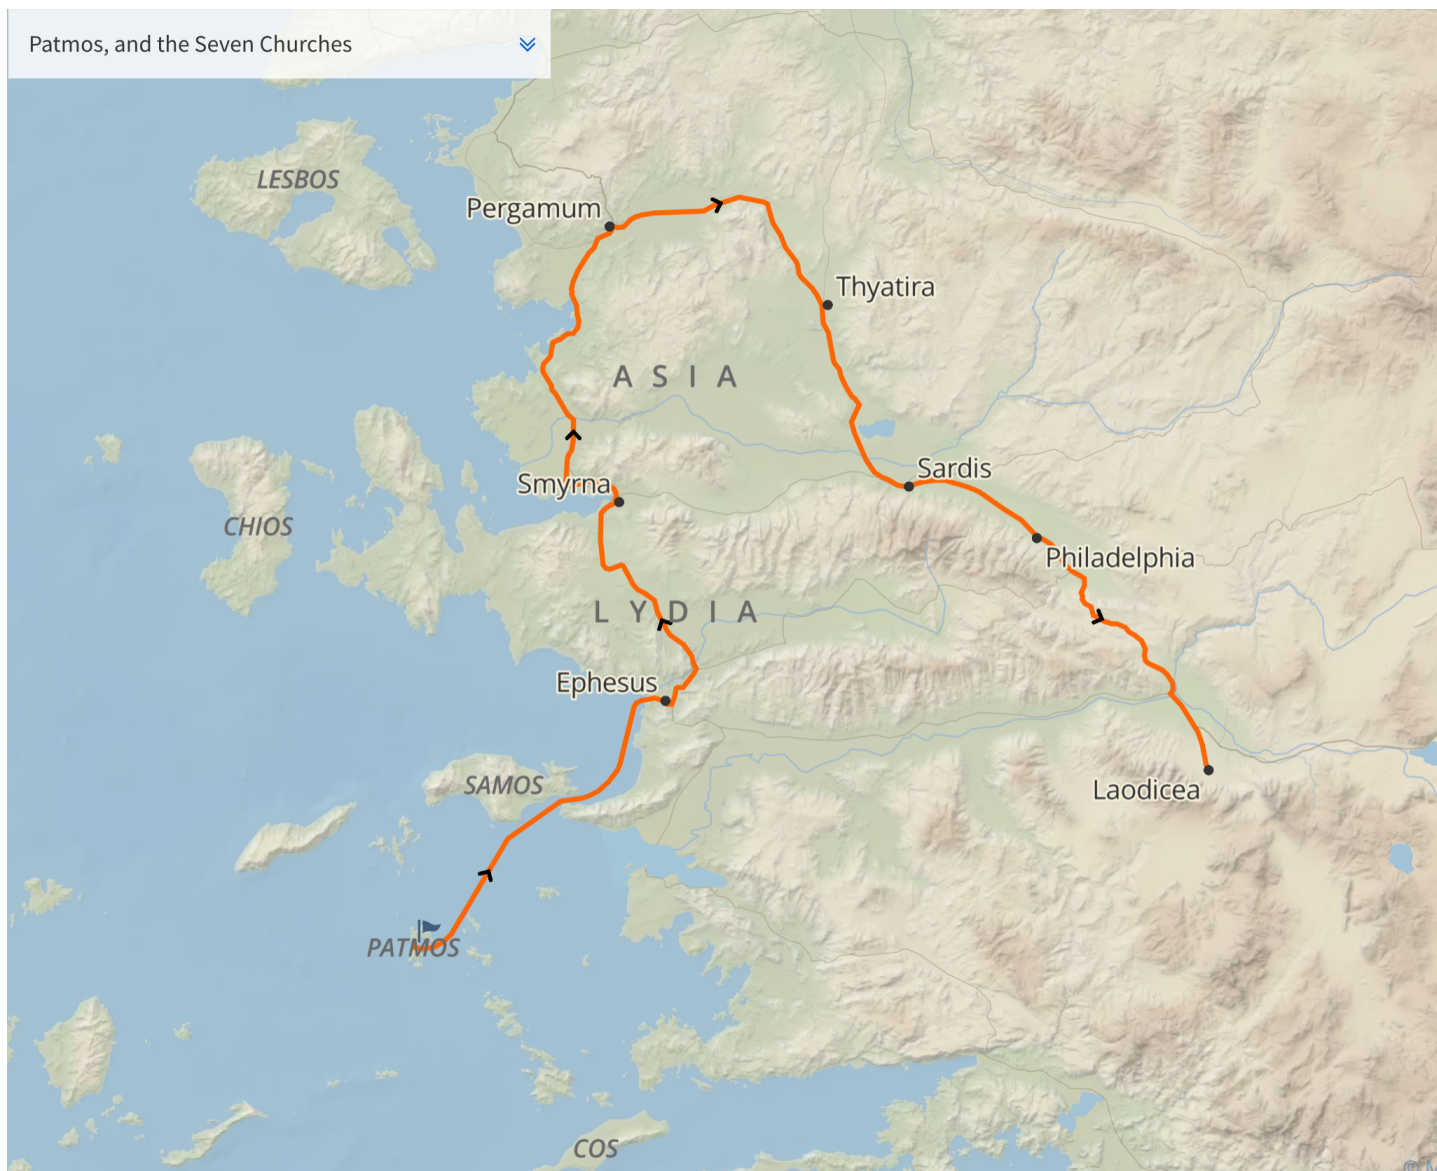 Patmos, and the Seven Churches
LESBOS
Pergamum
Thyatira
ASIA
Sardis
Smyrna
CHIOS
Philadelphia
LYDIA
Ephesus
SAMOS
Laodicea
PATMOS
COS